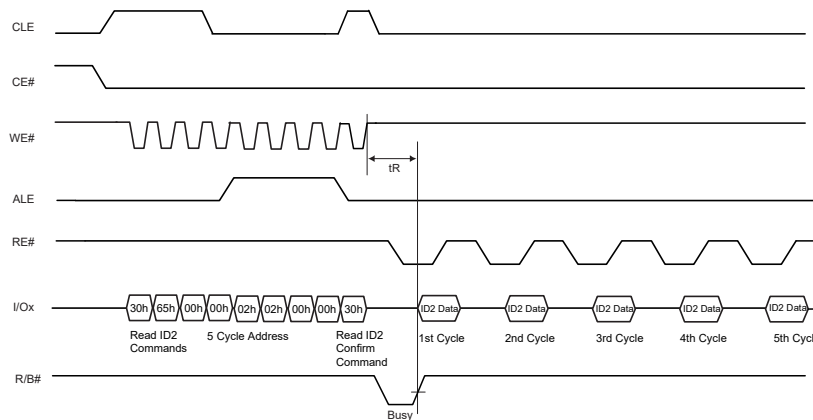 CLE
CE#
WE#
tR
ALE
RE#
I/Ox
30h 65h 00h 00h 02h 02h 00h 00h 30h ID2 Data ID2 Data ID2 Data ID2 Data ID2 Data
Read ID2
Commands
5 Cycle Address
Read ID2
Confirm
Command
1st Cycle
2nd Cycle
3rd Cycle
4th Cycle
5th Cycl
R/B#
Busy